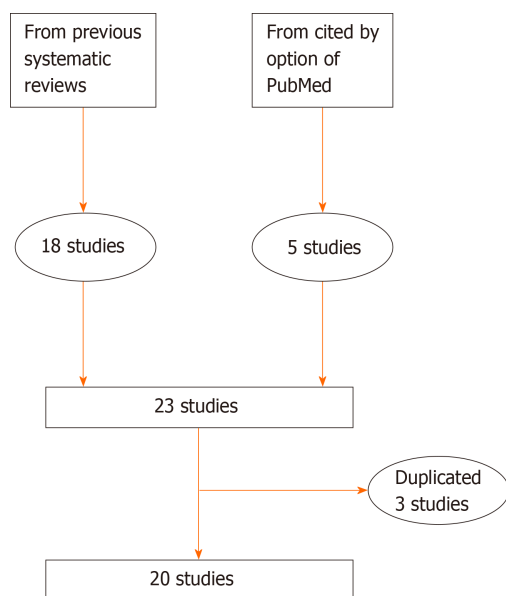 From previous
systematic
reviews
From cited by
option of
PubMed
18 studies
5 studies
23 studies
Duplicated
3 studies
20 studies